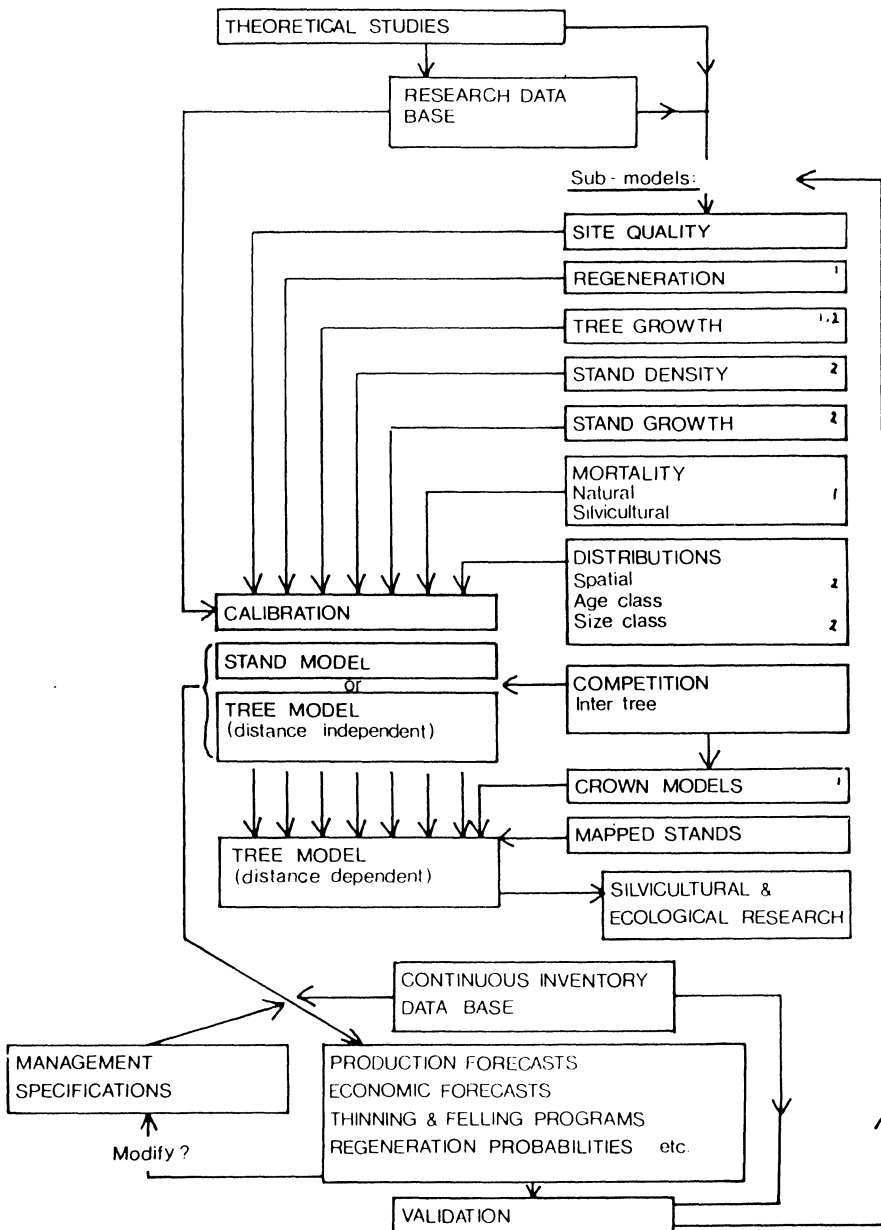 THEORETICAL STUDIES
RESEARCH DATA
BASE
Sub-models:
SITE QUALITY
REGENERATION 1
TREE GROWTH 1,2
STAND DENSITY 2
STAND GROWTH 2
MORTALITY
Natural 1
Silvicultural
DISTRIBUTIONS
Spatial 2
Age class
Size class 2
CALIBRATION
STAND MODEL
or
TREE MODEL
(distance independent)
COMPETITION
Inter tree
CROWN MODELS 1
MAPPED STANDS
TREE MODEL
(distance dependent)
SILVICULTURAL &
ECOLOGICAL RESEARCH
CONTINUOUS INVENTORY
DATA BASE
MANAGEMENT
SPECIFICATIONS
PRODUCTION FORECASTS
ECONOMIC FORECASTS
THINNING & FELLING PROGRAMS
REGENERATION PROBABILITIES etc.
Modify?
VALIDATION